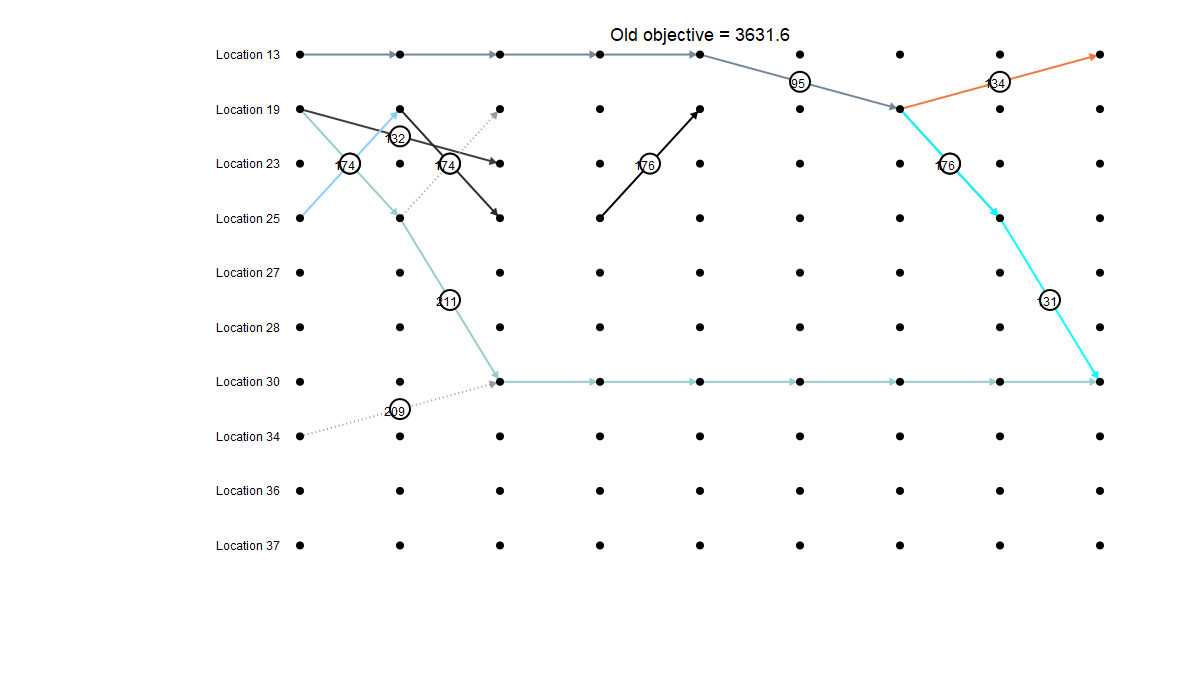 Old objective = 3631.6
Location 13
95
134
Location 19
132
Location 23
174
174
176
176
Location 25
Location 27
211
131
Location 28
Location 30
209
Location 34
Location 36
Location 37